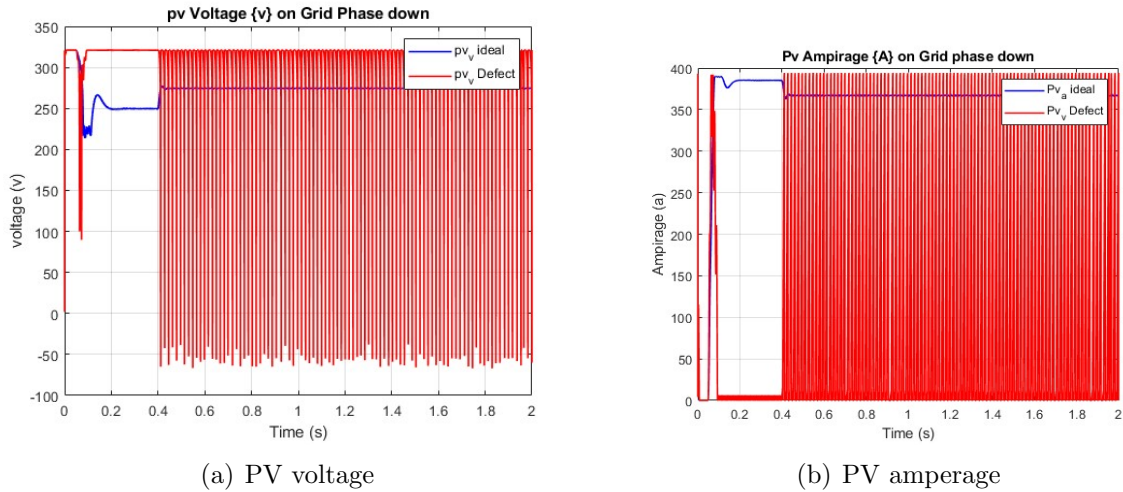 pv Voltage {v} on Grid Phase down
350
300
250
200
150
100
50
0
-50
-100
voltage (v)
pv_v ideal
pv_v Defect
0 0.2 0.4 0.6 0.8 1 1.2 1.4 1.6 1.8 2
Time (s)
(a) PV voltage
Pv Ampirage {A} on Grid phase down
400
350
300
250
200
150
100
50
0
Ampirage (a)
Pv_a ideal
Pv_v Defect
0 0.2 0.4 0.6 0.8 1 1.2 1.4 1.6 1.8 2
Time (s)
(b) PV amperage